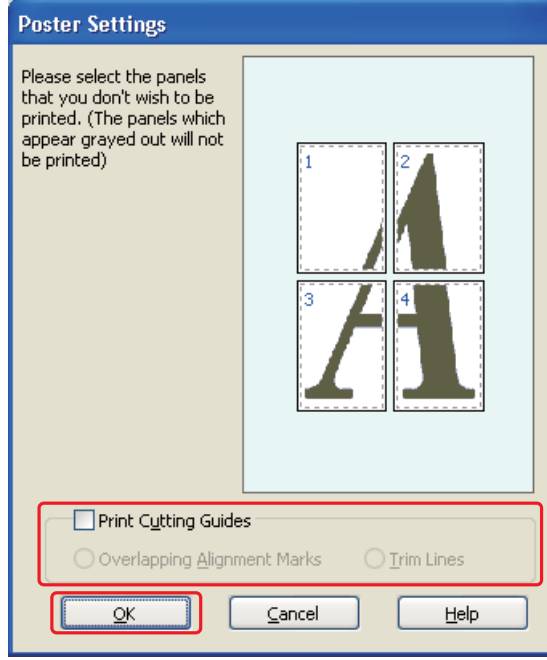 Poster Settings
Please select the panels
that you don't wish to be
printed. (The panels which
appear grayed out will not
be printed)
1 2
3 4
A
Print Cutting Guides
Overlapping Alignment Marks Trim Lines
OK Cancel Help